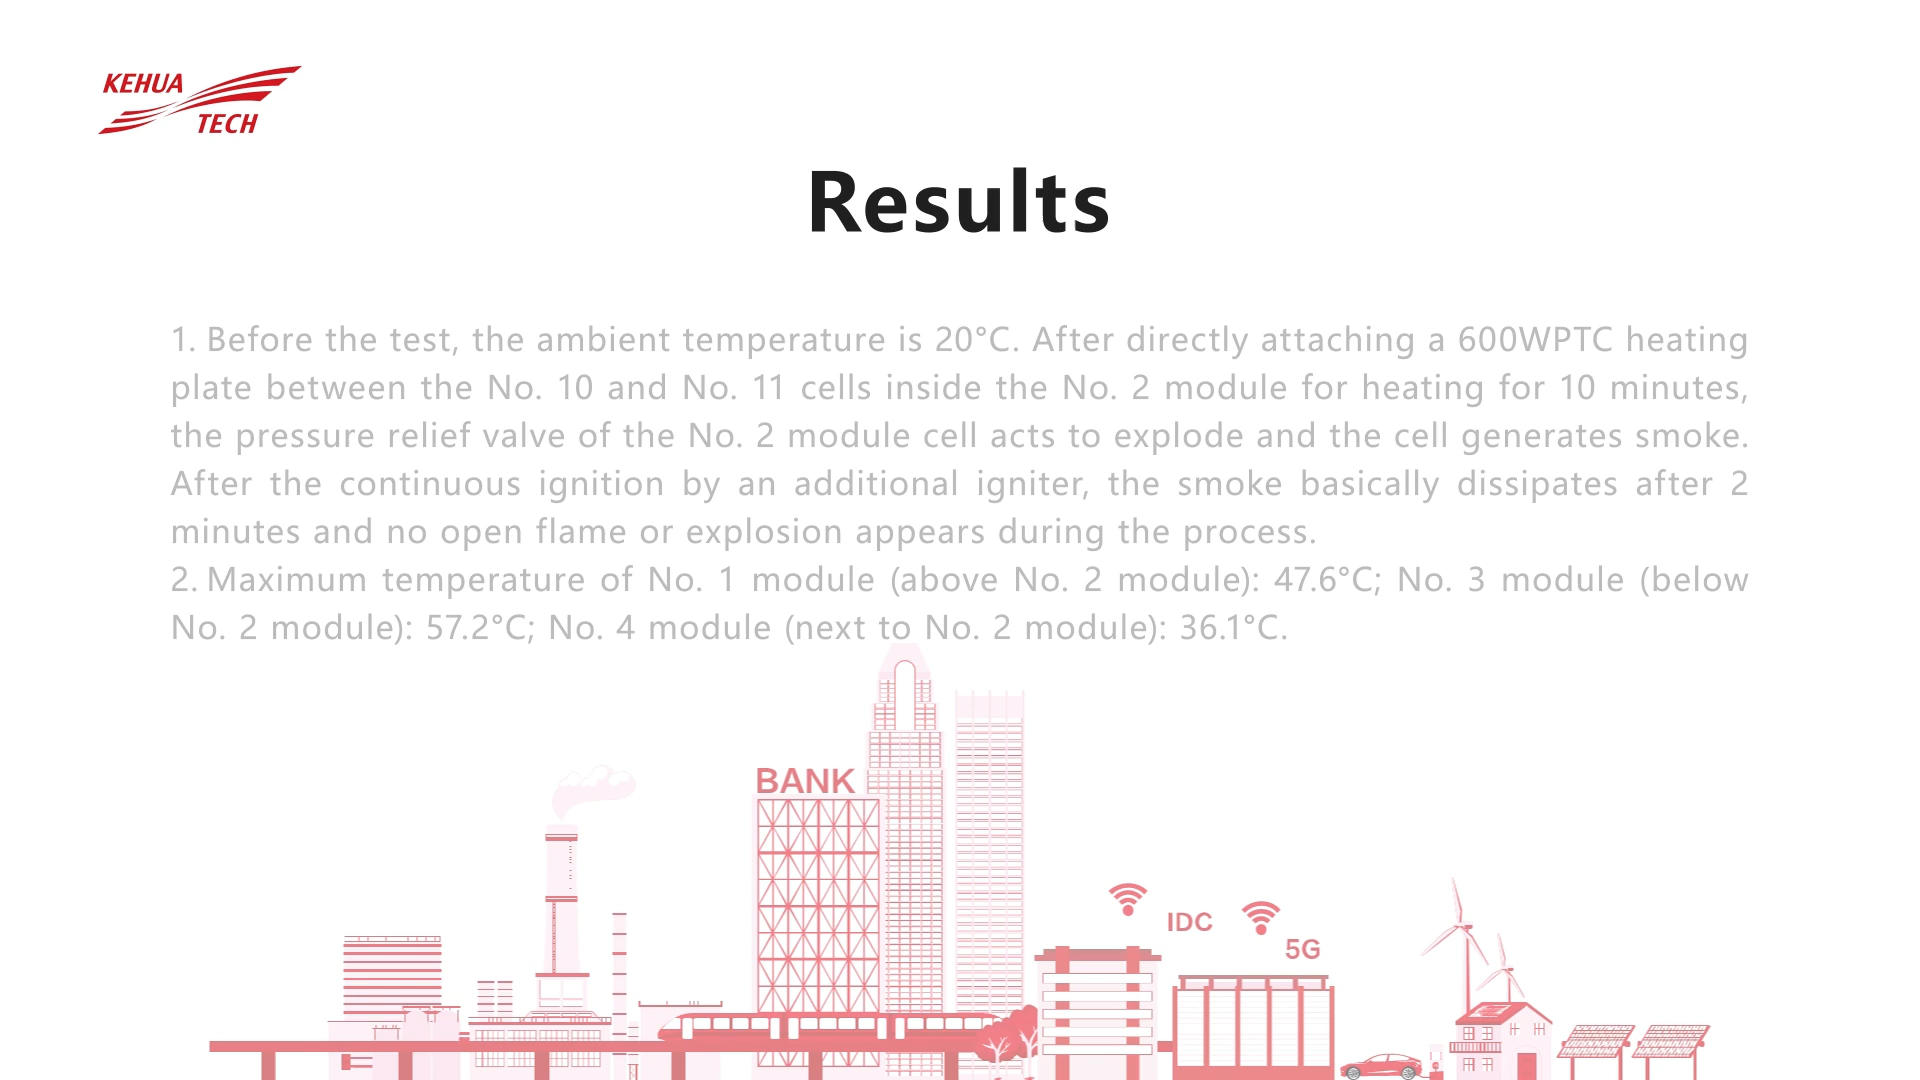 KEHUA
TECH
Results
1. Before the test, the ambient temperature is 20°C. After directly attaching a 600WPTC heating
plate between the No. 10 and No. 11 cells inside the No. 2 module for heating for 10 minutes,
the pressure relief valve of the No. 2 module cell acts to explode and the cell generates smoke.
After the continuous ignition by an additional igniter, the smoke basically dissipates after 2
minutes and no open flame or explosion appears during the process.
2. Maximum temperature of No. 1 module (above No. 2 module): 47.6°C; No. 3 module (below
No. 2 module): 57.2°C; No. 4 module (next to No. 2 module): 36.1°C.
BANK
IDC
5G